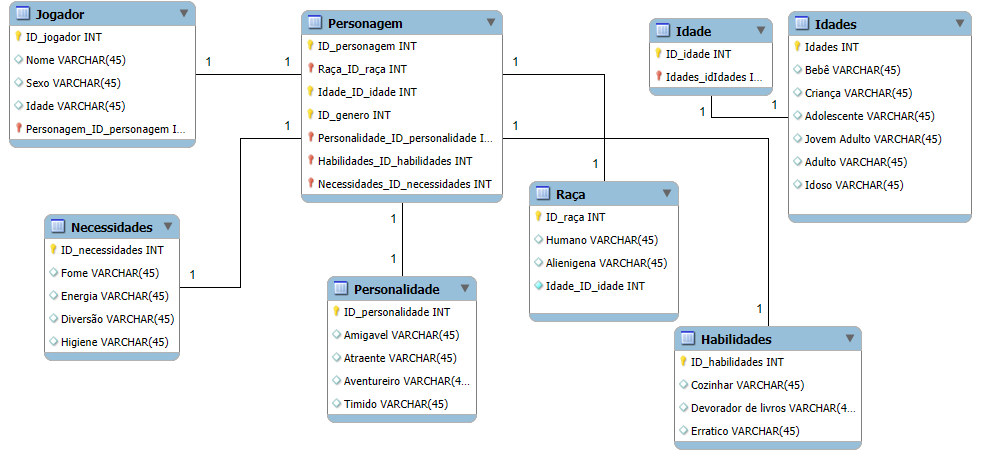 Jogador
ID_jogador INT
Nome VARCHAR(45)
Sexo VARCHAR(45)
Idade VARCHAR(45)
Personagem_ID_personagem I...
Personagem
ID_personagem INT
Raça_ID_raça INT
Idade_ID_idade INT
ID_genero INT
Personalidade_ID_personalidade I...
Habilidades_ID_habilidades INT
Necessidades_ID_necessidades INT
Idade
ID_idade INT
Idades_idIdades I...
Idades
Idades INT
Bebê VARCHAR(45)
Criança VARCHAR(45)
Adolescente VARCHAR(45)
Jovem Adulto VARCHAR(45)
Adulto VARCHAR(45)
Idoso VARCHAR(45)
Necessidades
ID_necessidades INT
Fome VARCHAR(45)
Energia VARCHAR(45)
Diversão VARCHAR(45)
Higiene VARCHAR(45)
Personalidade
ID_personalidade INT
Amigavel VARCHAR(45)
Atraente VARCHAR(45)
Aventureiro VARCHAR(4...
Timido VARCHAR(45)
Raça
ID_raça INT
Humano VARCHAR(45)
Alienigena VARCHAR(45)
Idade_ID_idade INT
Habilidades
ID_habilidades INT
Cozinhar VARCHAR(45)
Devorador de livros VARCHAR(4...
Erratico VARCHAR(45)
1
1
1
1
1
1
1
1
1
1
1
1